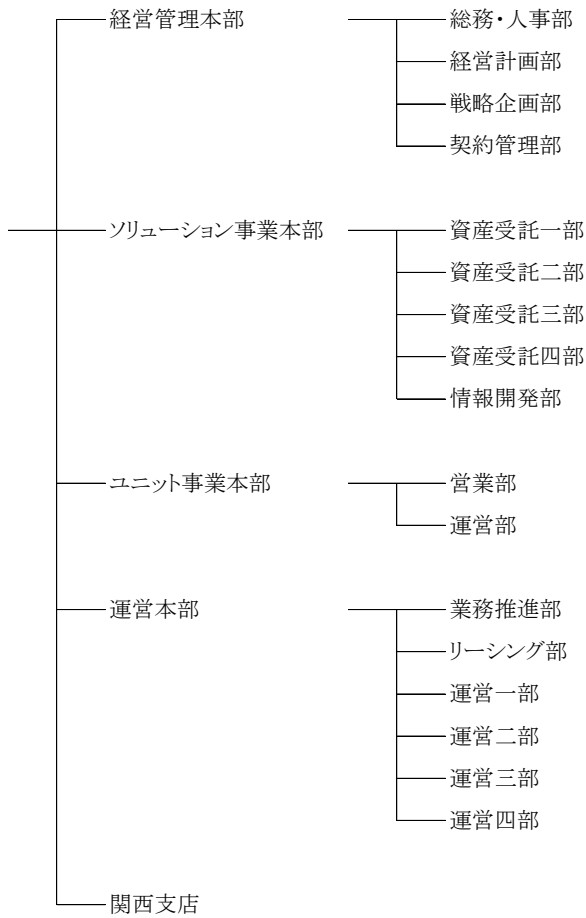 経営管理本部
総務・人事部
経営計画部
戦略企画部
契約管理部
ソリューション事業本部
資産受託一部
資産受託二部
資産受託三部
資産受託四部
情報開発部
ユニット事業本部
営業部
運営部
運営本部
業務推進部
リーシング部
運営一部
運営二部
運営三部
運営四部
関西支店